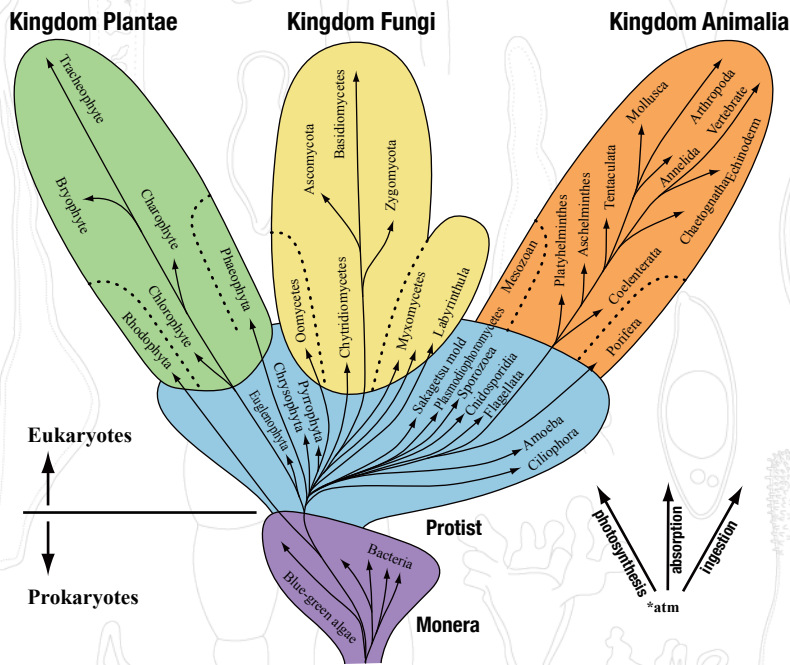 Kingdom Plantae
Kingdom Fungi
Kingdom Animalia
Tracheophyte
Bryophyte
Charophyte
Phaeophyta
Chlorophyte
Rhodophyta
Basidiomycetes
Ascomycota
Zygomycota
Oomycetes
Chytridiomycetes
Myxomycetes
Labyrinthula
Arthropoda
Vertebrate
Mollusca
Annelida
Echinoderm
Tentaculata
Chaetognatha
Aschelminthes
Platyhelminthes
Mesozoan
Coelenterata
Porifera
Euglenophyta
Chrysophyta
Pyrrophyta
Sakagetsu mold
Plasmodiophoromycetes
Sporozoea
Cnidosporidia
Flagellata
Amoeba
Ciliophora
Eukaryotes
Prokaryotes
Protist
Bacteria
Blue-green algae
Monera
photosynthesis
absorption
ingestion
*atm